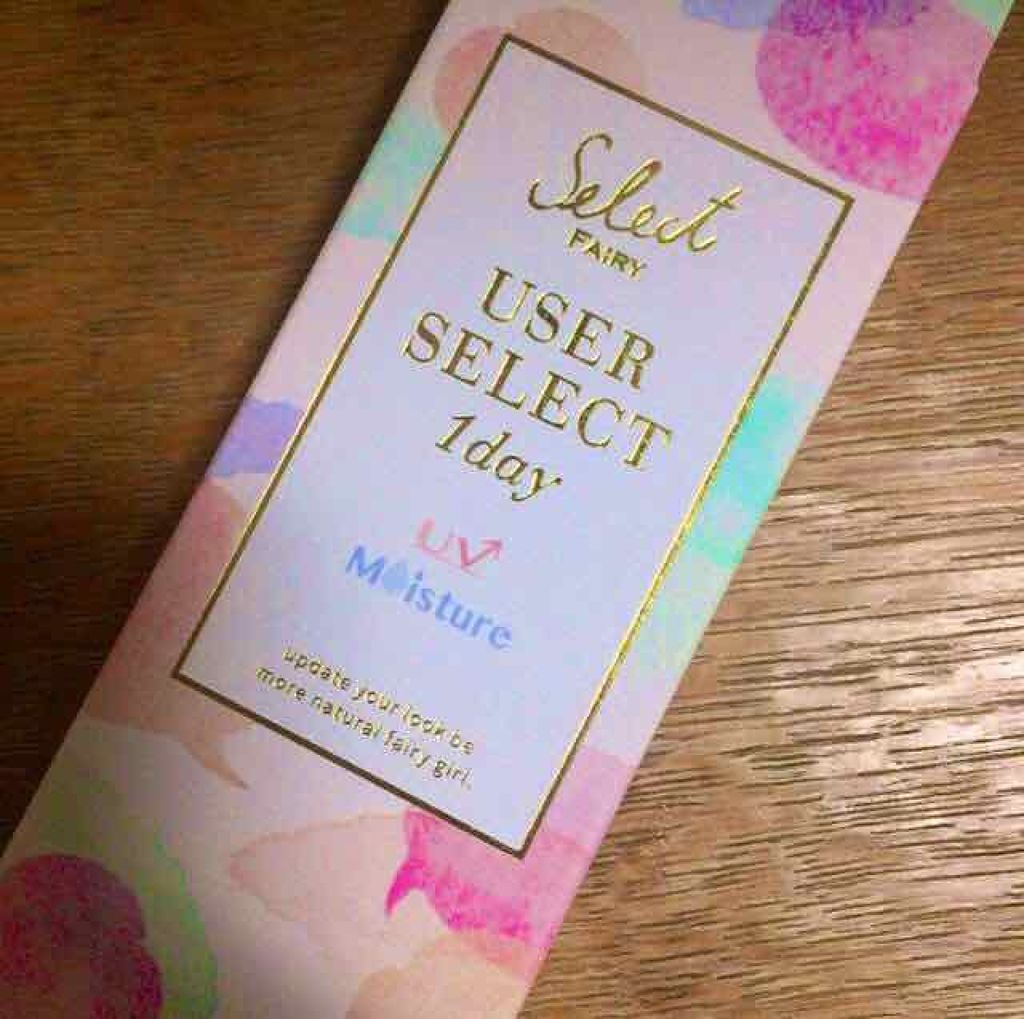 Select
FAIRY
USER
SELECT
1day
UV
Moisture
update your look be
more natural fairy girl.